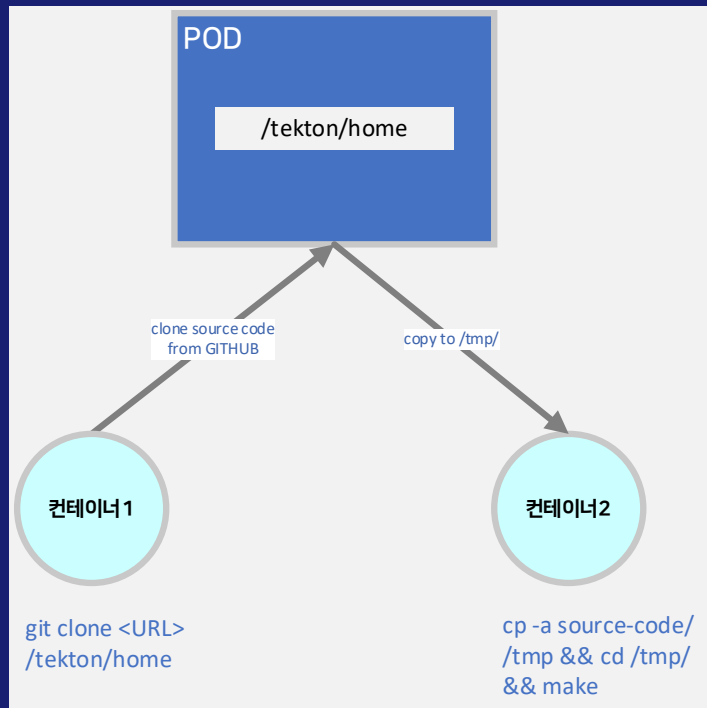 POD
/tekton/home
clone source code
from GITHUB
copy to /tmp/
컨테이너1
컨테이너2
git clone <URL>
/tekton/home
cp -a source-code/
/tmp && cd /tmp/
&& make